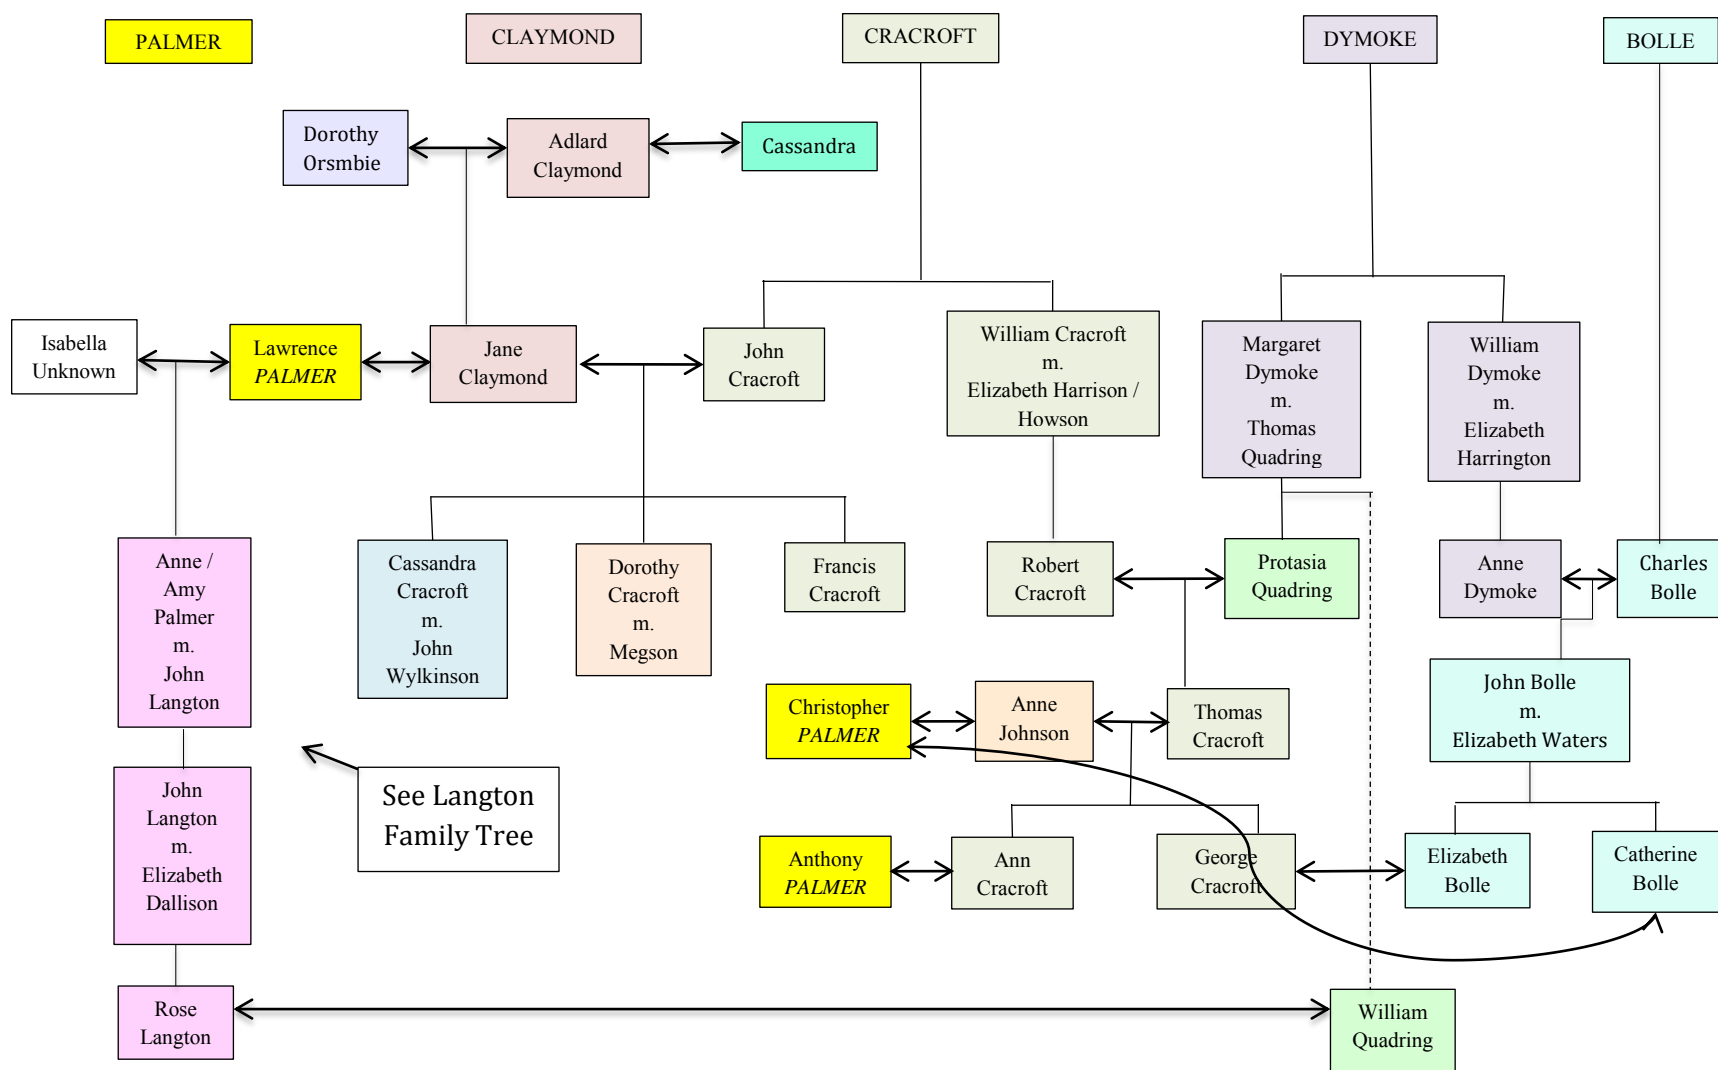 PALMER
CLAYMOND
CRACROFT
DYMOKE
BOLLE
Dorothy
Orsmbie
Adlard
Claymond
Cassandra
Isabella
Unknown
Lawrence
PALMER
Jane
Claymond
John
Cracroft
William Cracroft
m.
Elizabeth Harrison /
Howson
Margaret
Dymoke
m.
Thomas
Quadring
William
Dymoke
m.
Elizabeth
Harrington
Anne /
Amy
Palmer
m.
John
Langton
Cassandra
Cracroft
m.
John
Wylkinson
Dorothy
Cracroft
m.
Megson
Francis
Cracroft
Robert
Cracroft
Protasia
Quadring
Anne
Dymoke
Charles
Bolle
Christopher
PALMER
Anne
Johnson
Thomas
Cracroft
John Bolle
m.
Elizabeth Waters
John
Langton
m.
Elizabeth
Dallison
See Langton
Family Tree
Anthony
PALMER
Ann
Cracroft
George
Cracroft
Elizabeth
Bolle
Catherine
Bolle
Rose
Langton
William
Quadring